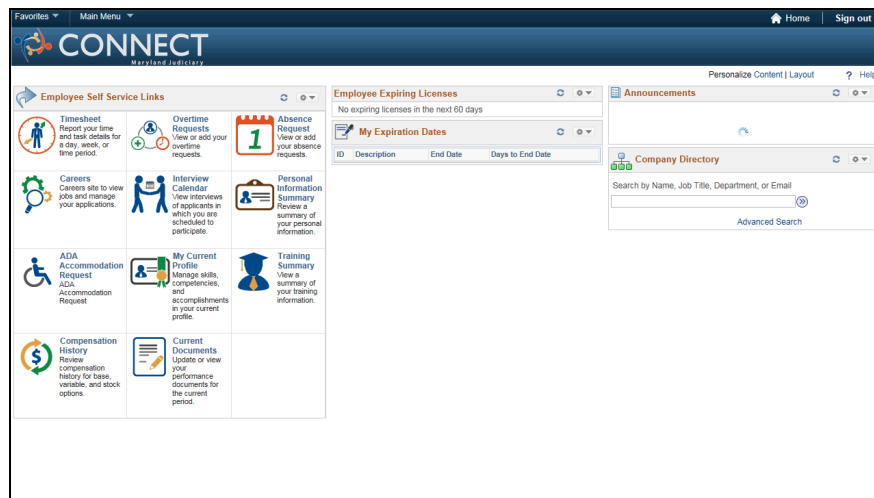 Favorites Main Menu Home Sign out
CONNECT
Maryland Judiciary
Personalize Content | Layout ? Help
Employee Self Service Links
Timesheet
Report your time
and task details for
a day, week, or
time period.
Overtime
Requests
View or add your
overtime
requests.
1
Absence
Request
View or add
your absence
requests.
Careers
Careers site to view
jobs and manage
your applications.
Interview
Calendar
View interviews
of applicants in
which you are
scheduled to
participate.
Personal
Information
Summary
Review a
summary of
your personal
information.
ADA
Accommodation
Request
ADA
Accommodation
Request
My Current
Profile
Manage skills,
competencies,
and
accomplishments
in your current
profile.
Training
Summary
View a
summary of
your training
information.
Compensation
History
Review
compensation
history for base,
variable, and stock
options.
Current
Documents
Update or view
your
performance
documents for
the current
period.
Employee Expiring Licenses
No expiring licenses in the next 60 days
My Expiration Dates
ID Description End Date Days to End Date
Announcements
Company Directory
Search by Name, Job Title, Department, or Email
Advanced Search